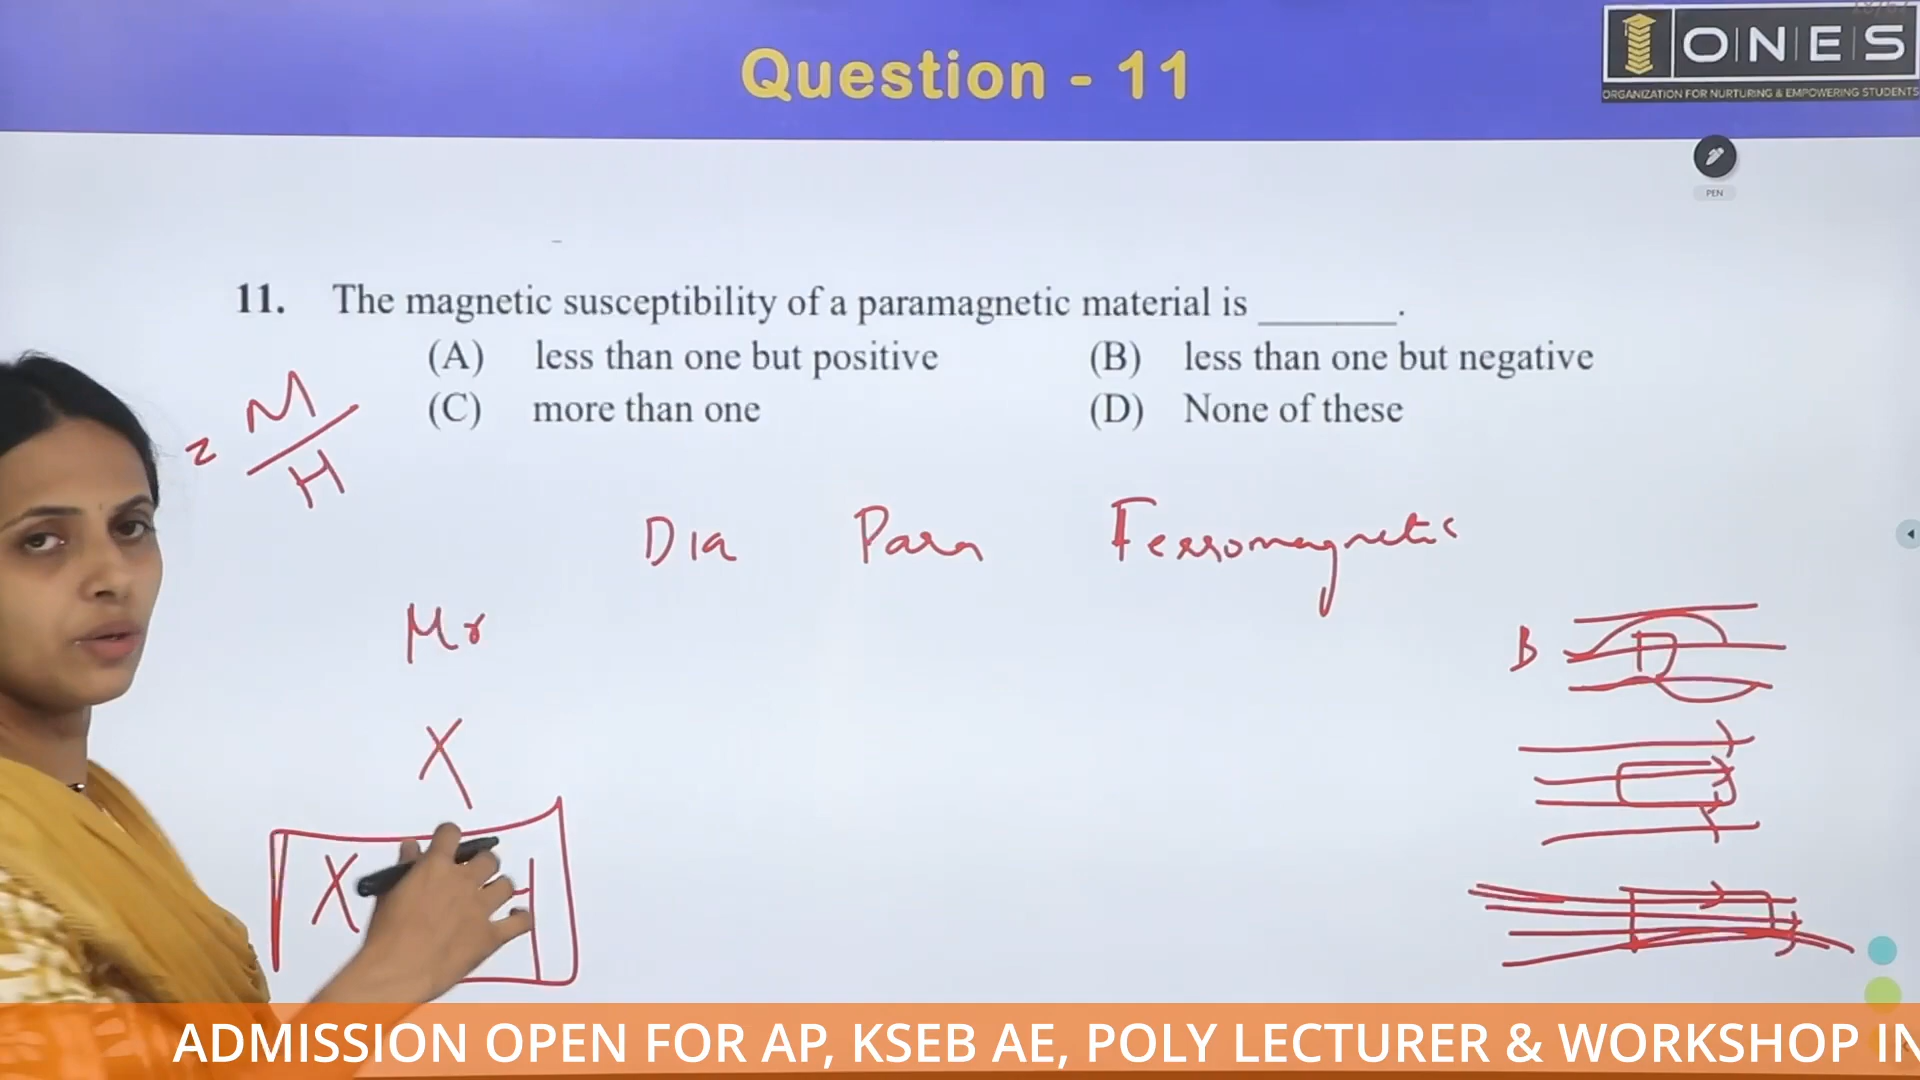 Question - 11
ONES
ORGANIZATION FOR NURTURING & EMPOWERING STUDENTS
PEN
11. The magnetic susceptibility of a paramagnetic material is ________.
(A) less than one but positive (B) less than one but negative
(C) more than one (D) None of these
= M/H
Dia Para Ferromagnetic
μr
B
X
X
ADMISSION OPEN FOR AP, KSEB AE, POLY LECTURER & WORKSHOP IN